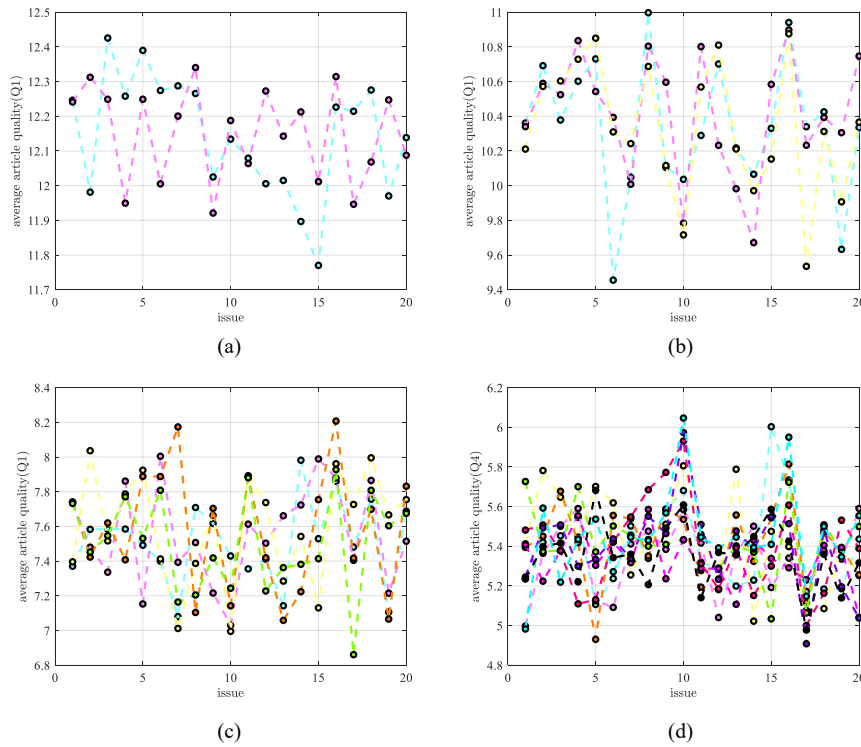 average article quality(Q1)
12.5
12.4
12.3
12.2
12.1
12
11.9
11.8
11.7
0 5 10 15 20
issue
(a)
average article quality(Q1)
11
10.8
10.6
10.4
10.2
10
9.8
9.6
9.4
0 5 10 15 20
issue
(b)
average article quality(Q1)
8.4
8.2
8
7.8
7.6
7.4
7.2
7
6.8
0 5 10 15 20
issue
(c)
average article quality(Q4)
6.2
6
5.8
5.6
5.4
5.2
5
4.8
0 5 10 15 20
issue
(d)